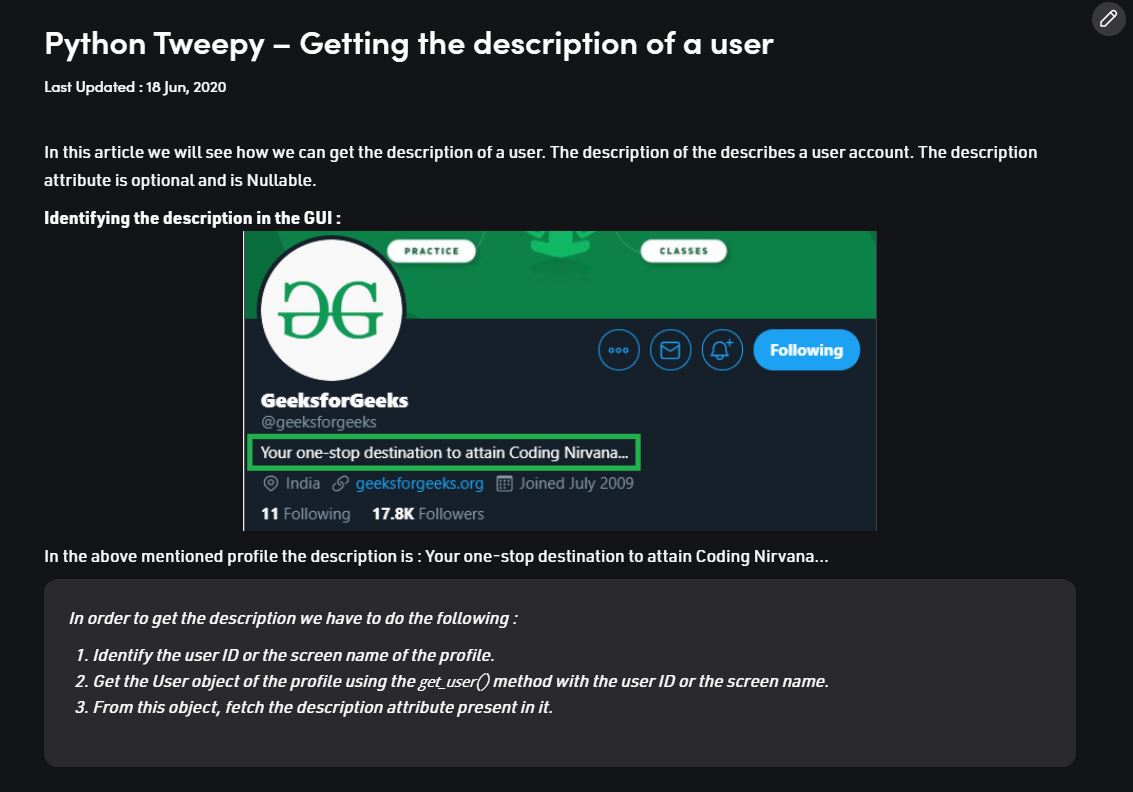 Python Tweepy – Getting the description of a user
Last Updated : 18 Jun, 2020
In this article we will see how we can get the description of a user. The description of the describes a user account. The description
attribute is optional and is Nullable.
Identifying the description in the GUI :
PRACTICE
CLASSES
GG
Following
GeeksforGeeks
@geeksforgeeks
Your one-stop destination to attain Coding Nirvana...
India geeksforgeeks.org Joined July 2009
11 Following 17.8K Followers
In the above mentioned profile the description is : Your one-stop destination to attain Coding Nirvana...
In order to get the description we have to do the following :
1. Identify the user ID or the screen name of the profile.
2. Get the User object of the profile using the get_user() method with the user ID or the screen name.
3. From this object, fetch the description attribute present in it.